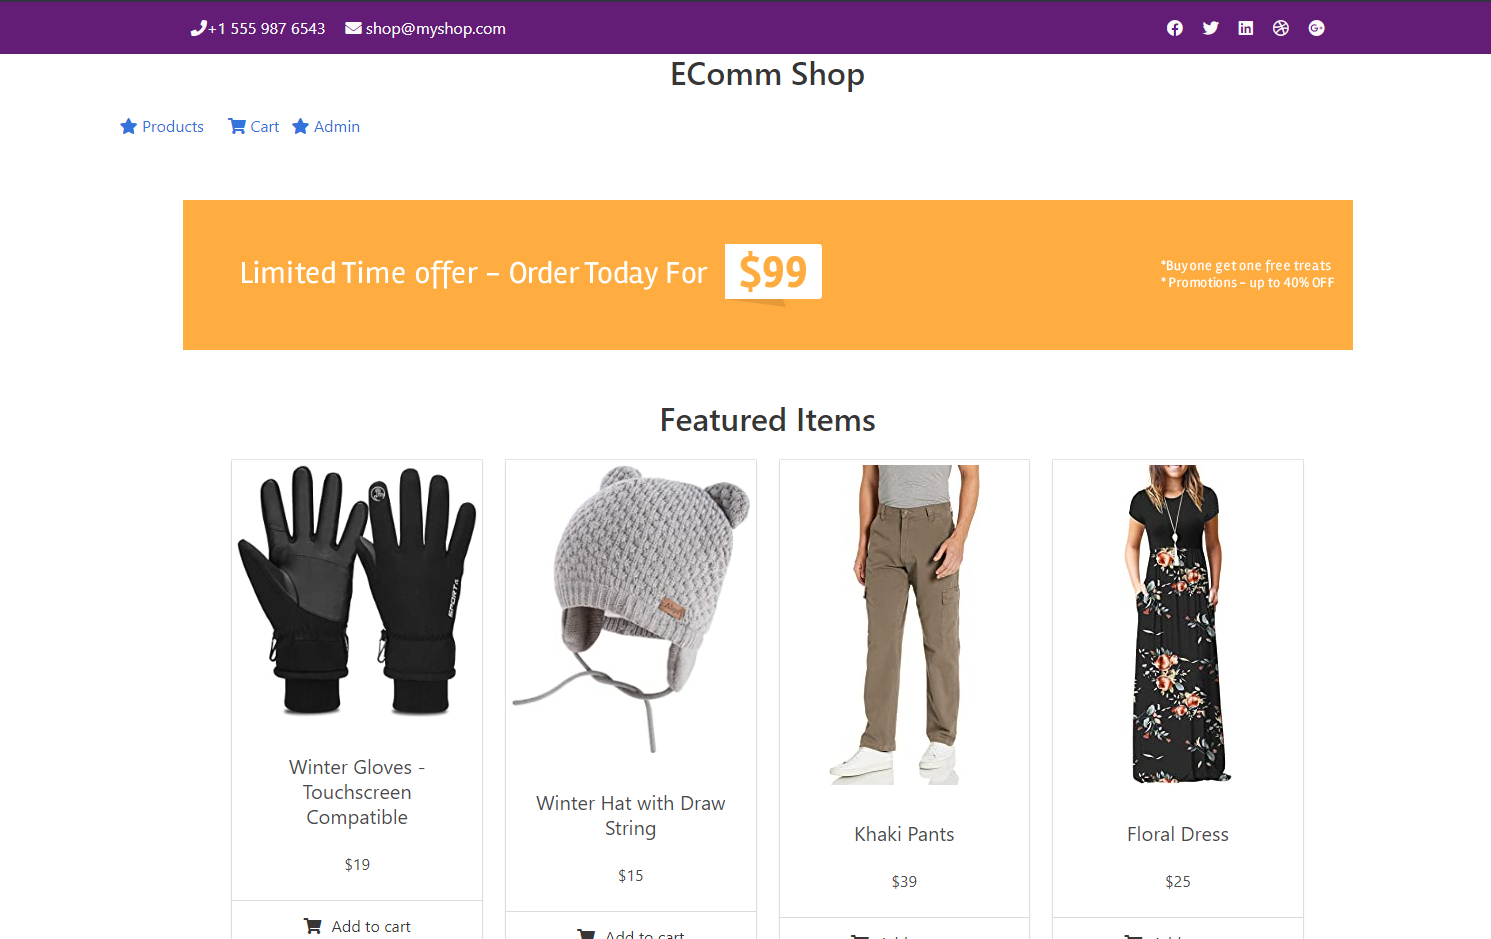 +1 555 987 6543 shop@myshop.com
EComm Shop
Products Cart Admin
Limited Time offer - Order Today For $99
*Buy one get one free treats
* Promotions - up to 40% OFF
Featured Items
SPORTA
Winter Gloves -
Touchscreen
Compatible
$19
Add to cart
Winter Hat with Draw
String
$15
Add to cart
Khaki Pants
$39
Floral Dress
$25